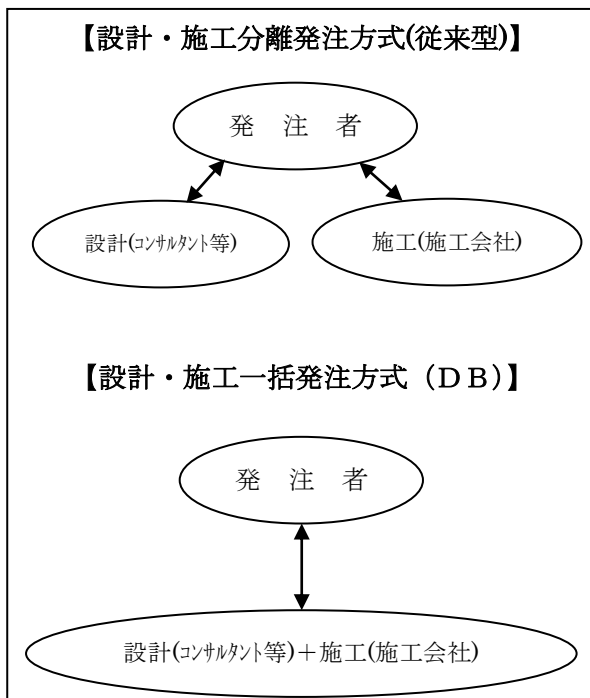 【設計・施工分離発注方式(従来型)】
発　注　者
設計(ｺﾝｻﾙﾀﾝﾄ等)
施工(施工会社)
【設計・施工一括発注方式（ＤＢ）】
発　注　者
設計(ｺﾝｻﾙﾀﾝﾄ等)＋施工(施工会社)